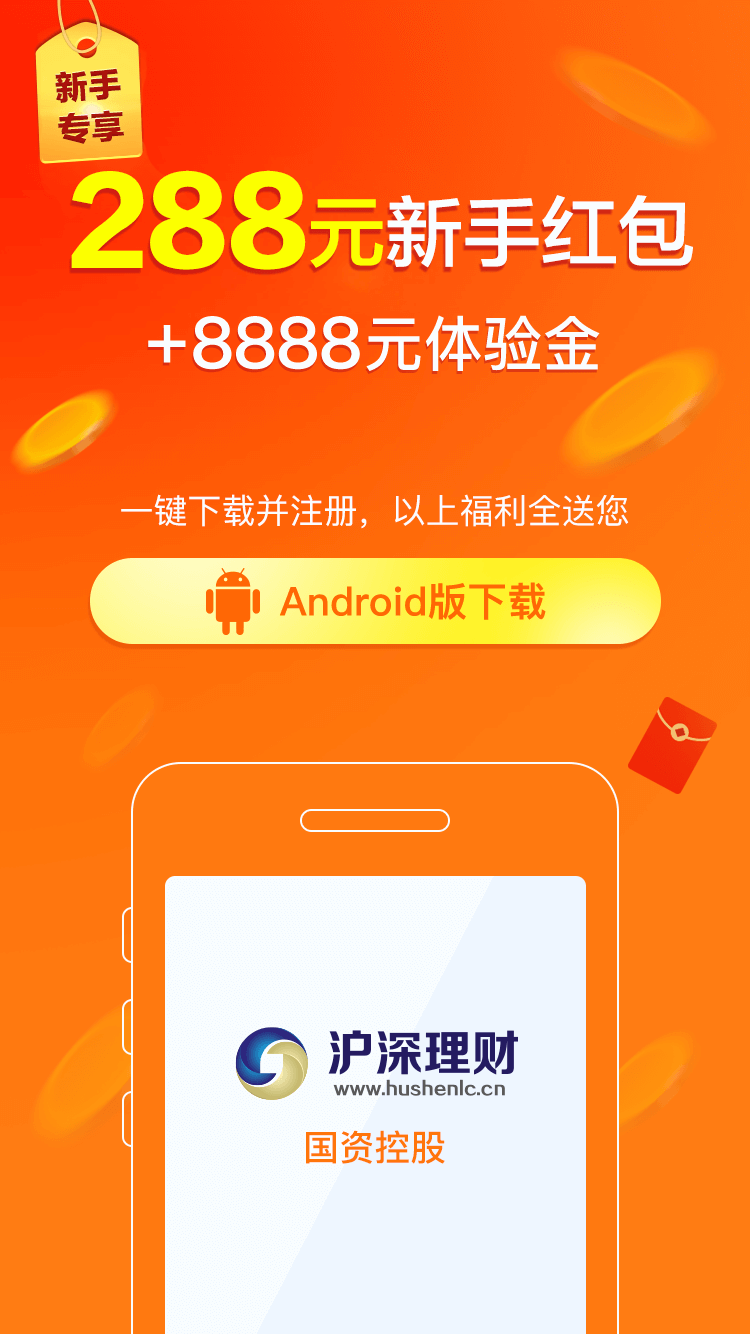 新手
专享
288元新手红包
+8888元体验金
一键下载并注册，以上福利全送您
Android版下载
沪深理财
www.hushenlc.cn
国资控股